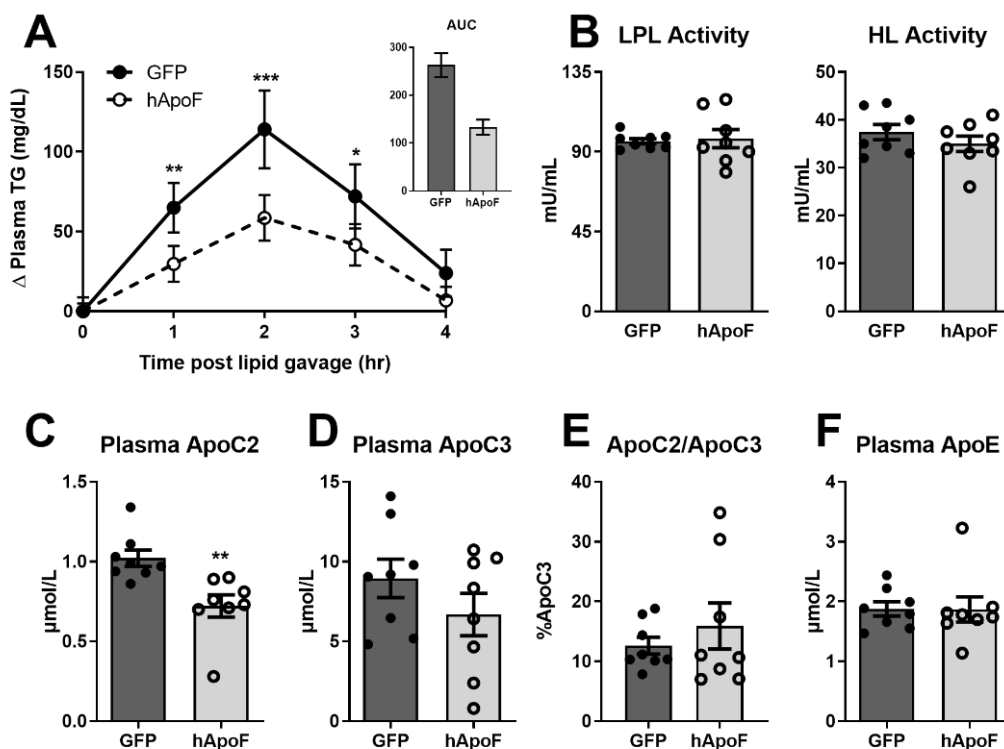 A
AUC
GFP
hApoF
Δ Plasma TG (mg/dL)
150
100
50
0
***
**
*
300
200
100
0
GFP hApoF
0 1 2 3 4
Time post lipid gavage (hr)
B
LPL Activity
mU/mL
135
90
45
0
GFP hApoF
HL Activity
mU/mL
50
40
30
20
10
0
GFP hApoF
C
Plasma ApoC2
µmol/L
1.5
1.0
0.5
0.0
**
GFP hApoF
D
Plasma ApoC3
µmol/L
15
10
5
0
GFP hApoF
E
ApoC2/ApoC3
%ApoC3
40
30
20
10
0
GFP hApoF
F
Plasma ApoE
µmol/L
4
3
2
1
0
GFP hApoF